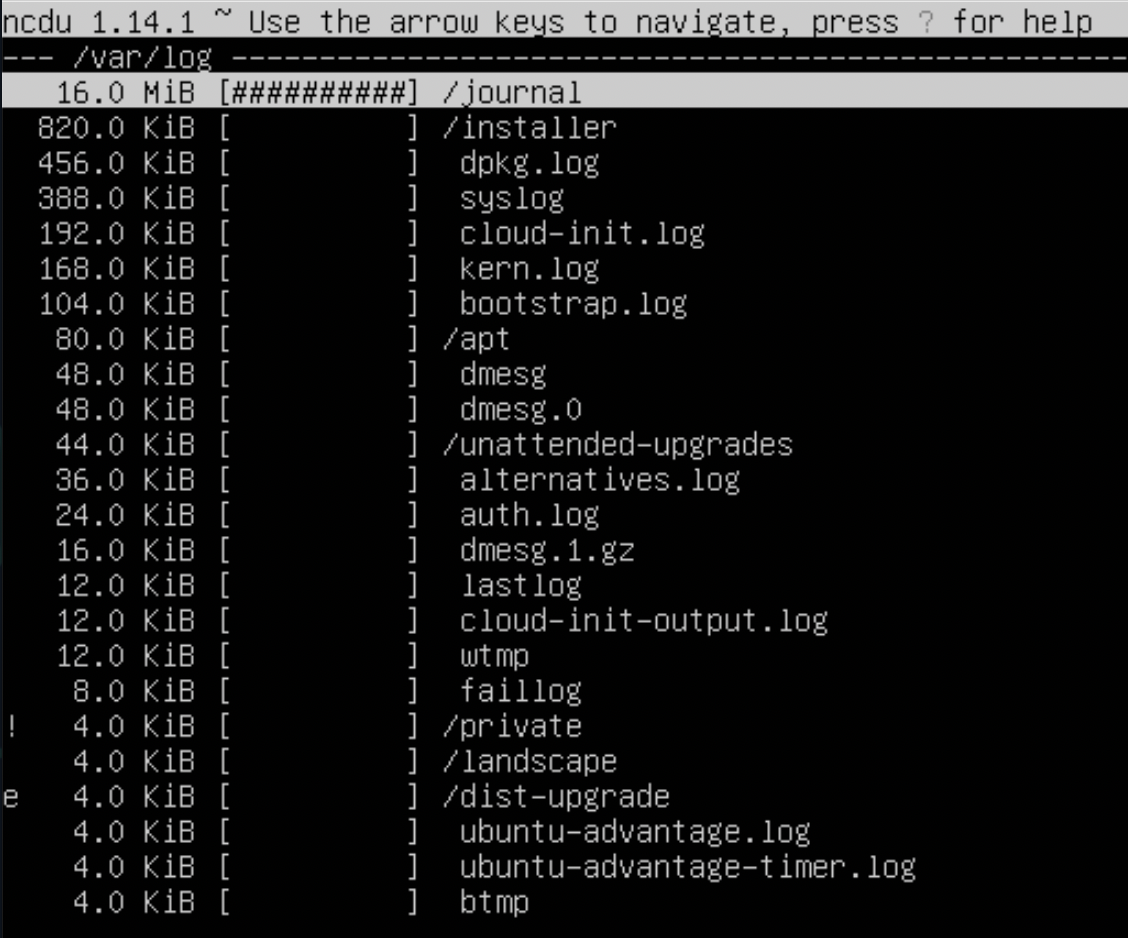 ncdu 1.14.1 ~ Use the arrow keys to navigate, press ? for help
--- /var/log ---------------------------------------------------
   16.0 MiB [##########] /journal
  820.0 KiB [          ] /installer
  456.0 KiB [          ]  dpkg.log
  388.0 KiB [          ]  syslog
  192.0 KiB [          ]  cloud-init.log
  168.0 KiB [          ]  kern.log
  104.0 KiB [          ]  bootstrap.log
   80.0 KiB [          ] /apt
   48.0 KiB [          ]  dmesg
   48.0 KiB [          ]  dmesg.0
   44.0 KiB [          ] /unattended-upgrades
   36.0 KiB [          ]  alternatives.log
   24.0 KiB [          ]  auth.log
   16.0 KiB [          ]  dmesg.1.gz
   12.0 KiB [          ]  lastlog
   12.0 KiB [          ]  cloud-init-output.log
   12.0 KiB [          ]  wtmp
    8.0 KiB [          ]  faillog
!   4.0 KiB [          ] /private
    4.0 KiB [          ] /landscape
e   4.0 KiB [          ] /dist-upgrade
    4.0 KiB [          ]  ubuntu-advantage.log
    4.0 KiB [          ]  ubuntu-advantage-timer.log
    4.0 KiB [          ]  btmp